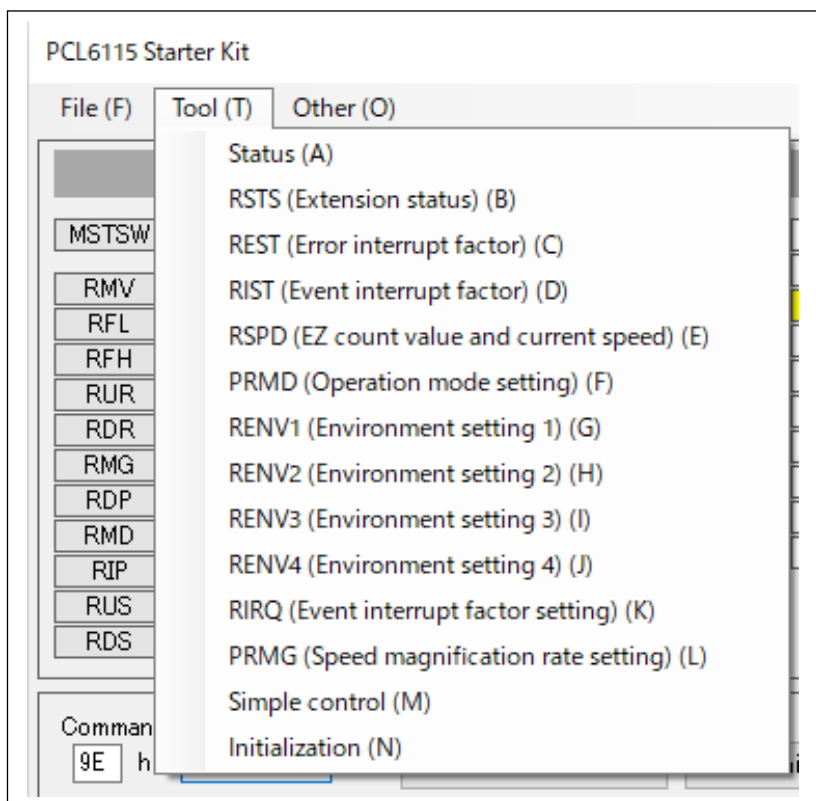 PCL6115 Starter Kit
File (F) Tool (T) Other (O)
Status (A)
RSTS (Extension status) (B)
MSTSW
REST (Error interrupt factor) (C)
RMV
RIST (Event interrupt factor) (D)
RFL
RSPD (EZ count value and current speed) (E)
RFH
PRMD (Operation mode setting) (F)
RUR
RDR
RENV1 (Environment setting 1) (G)
RMG
RENV2 (Environment setting 2) (H)
RDP
RENV3 (Environment setting 3) (I)
RMD
RIP
RENV4 (Environment setting 4) (J)
RUS
RIRQ (Event interrupt factor setting) (K)
RDS
PRMG (Speed magnification rate setting) (L)
Simple control (M)
Comman
Initialization (N)
9E h